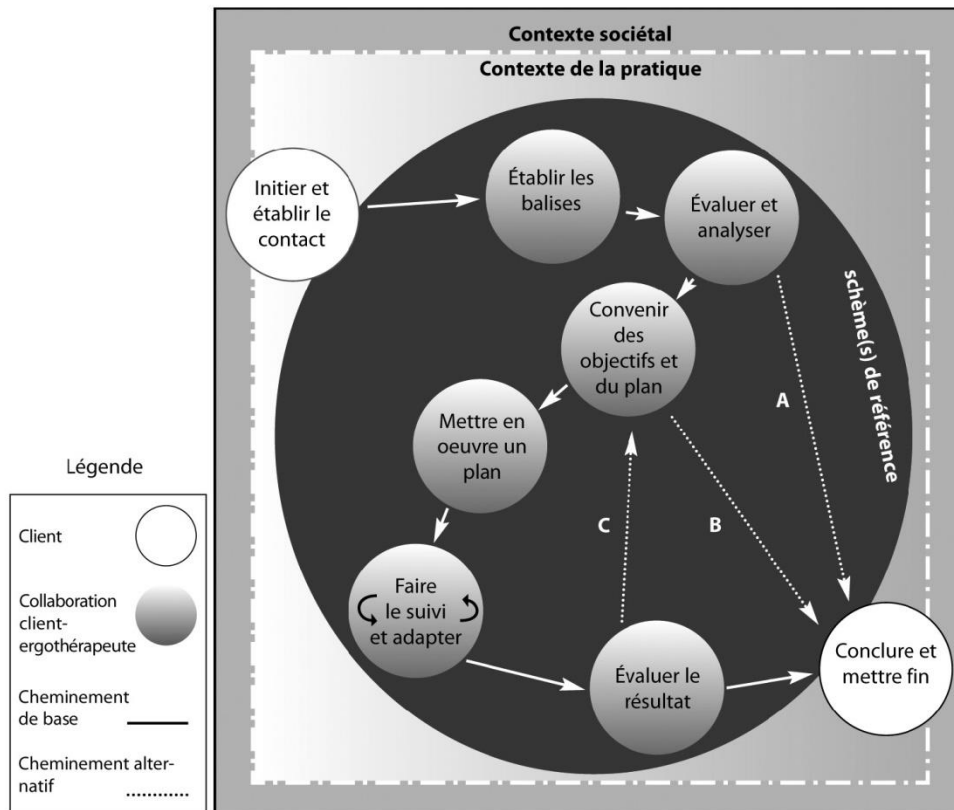 Contexte sociétal
Contexte de la pratique
Initier et
établir le
contact
Établir les
balises
Évaluer et
analyser
Convenir
des
objectifs et
du plan
schème(s) de référence
A
Mettre en
oeuvre un
plan
C
B
Faire
le suivi
et adapter
Évaluer le
résultat
Conclure et
mettre fin
Légende
Client
Collaboration
client-
ergothérapeute
Cheminement
de base
Cheminement alter-
natif